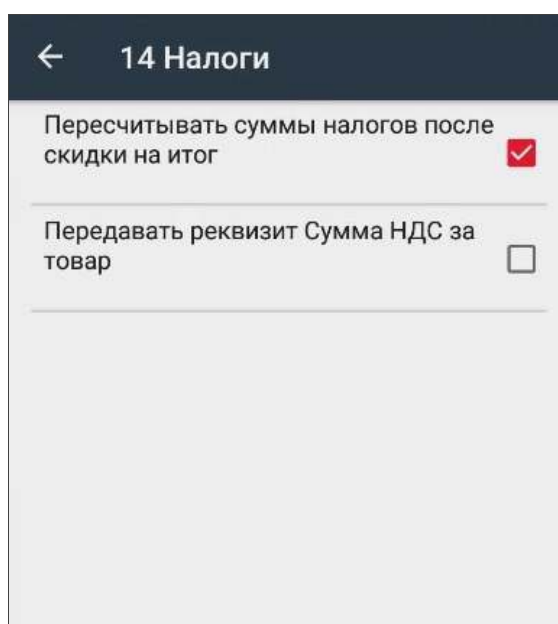 14 Налоги
Пересчитывать суммы налогов после
скидки на итог
Передавать реквизит Сумма НДС за
товар